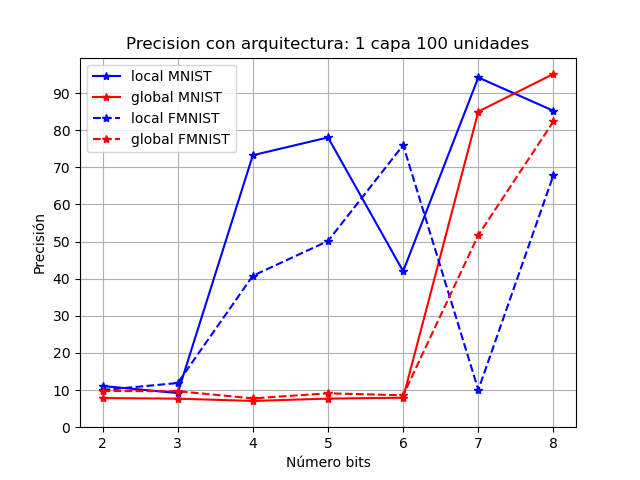 Precision con arquitectura: 1 capa 100 unidades
local MNIST
global MNIST
local FMNIST
global FMNIST
90
80
70
60
50
40
30
20
10
0
Precisión
2 3 4 5 6 7 8
Número bits